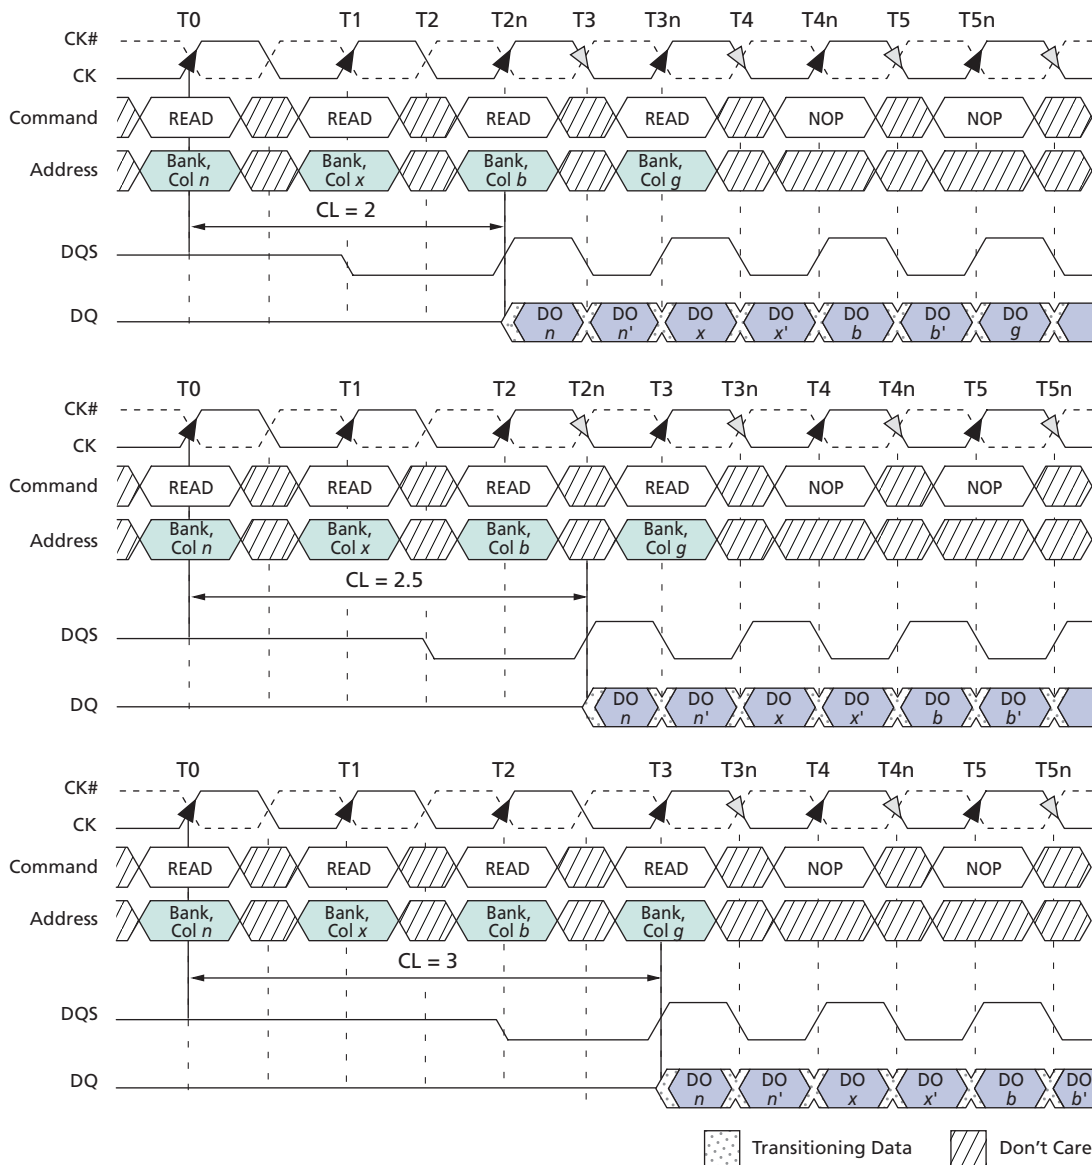 T0 T1 T2 T2n T3 T3n T4 T4n T5 T5n
CK#
CK
Command READ READ READ READ NOP NOP
Address Bank, Col n Bank, Col x Bank, Col b Bank, Col g
CL = 2
DQS
DQ DO n DO n' DO x DO x' DO b DO b' DO g
T0 T1 T2 T2n T3 T3n T4 T4n T5 T5n
CK#
CK
Command READ READ READ READ NOP NOP
Address Bank, Col n Bank, Col x Bank, Col b Bank, Col g
CL = 2.5
DQS
DQ DO n DO n' DO x DO x' DO b DO b'
T0 T1 T2 T3 T3n T4 T4n T5 T5n
CK#
CK
Command READ READ READ READ NOP NOP
Address Bank, Col n Bank, Col x Bank, Col b Bank, Col g
CL = 3
DQS
DQ DO n DO n' DO x DO x' DO b DO b'
Transitioning Data Don't Care